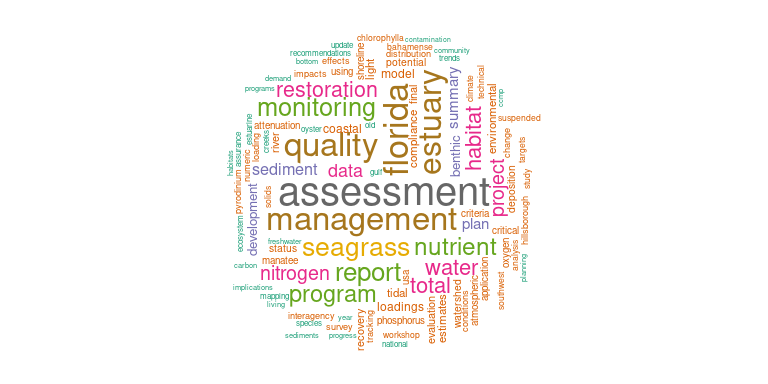 chlorophylla
contamination
update
bahamense
recommendations
distribution
community
bottom
effects
shoreline
light
potential
trends
demand
impacts
using
model
climate
technical
programs
restoration
florida
estuary
summary
environmental
ccmp
monitoring
compliance
final
habitat
suspended
estuarine
attenuation
oyster
coastal
old
change
assurance
creeks
river
quality
benthic
targets
habitats
numeric
loading
sediment
data
gulf
project
deposition
study
pyrodinium
solids
assessment
development
management
criteria
plan
critical
hillsborough
ecosystem
freshwater
status
seagrass
nutrient
oxygen
analysis
planning
carbon
manatee
nitrogen
report
usa
water
total
application
southwest
implications
mapping
living
program
tidal
loadings
watershed
conditions
atmospheric
interagency
year
species
survey
recovery
tracking
phosphorus
evaluation
estimates
sediments
progress
workshop
national